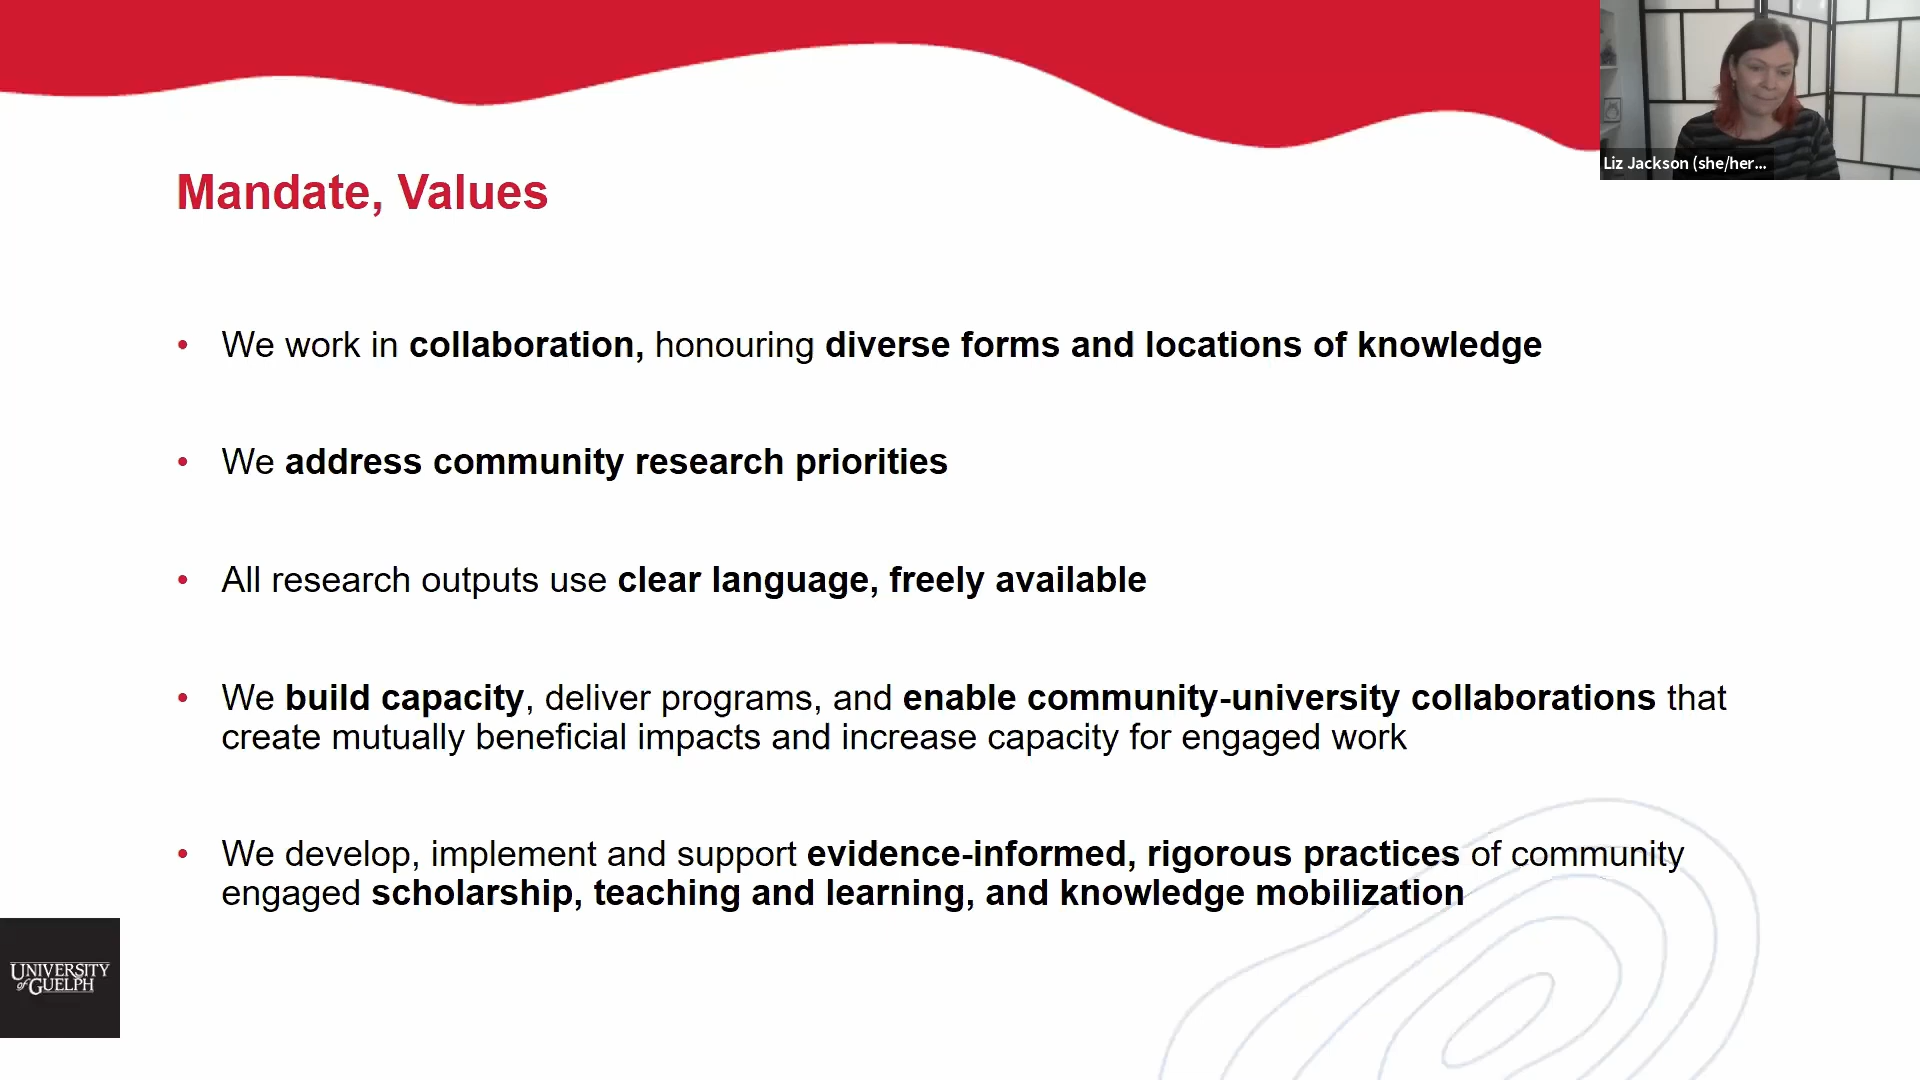 Liz Jackson (she/her...
Mandate, Values
• We work in collaboration, honouring diverse forms and locations of knowledge
• We address community research priorities
• All research outputs use clear language, freely available
• We build capacity, deliver programs, and enable community-university collaborations that
create mutually beneficial impacts and increase capacity for engaged work
• We develop, implement and support evidence-informed, rigorous practices of community
engaged scholarship, teaching and learning, and knowledge mobilization
UNIVERSITY
of GUELPH